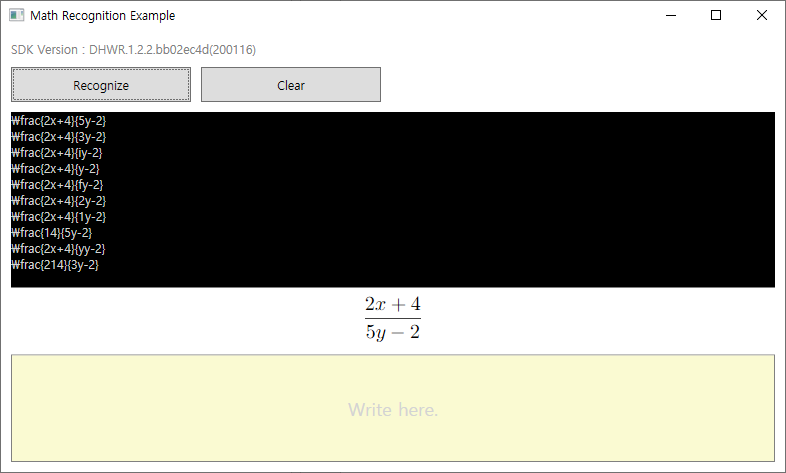 Math Recognition Example
SDK Version : DHWR.1.2.2.bb02ec4d(200116)
Recognize Clear
₩frac{2x+4}{5y-2}
₩frac{2x+4}{3y-2}
₩frac{2x+4}{iy-2}
₩frac{2x+4}{y-2}
₩frac{2x+4}{fy-2}
₩frac{2x+4}{2y-2}
₩frac{2x+4}{1y-2}
₩frac{14}{5y-2}
₩frac{2x+4}{yy-2}
₩frac{214}{3y-2}
2x + 4
5y − 2
Write here.